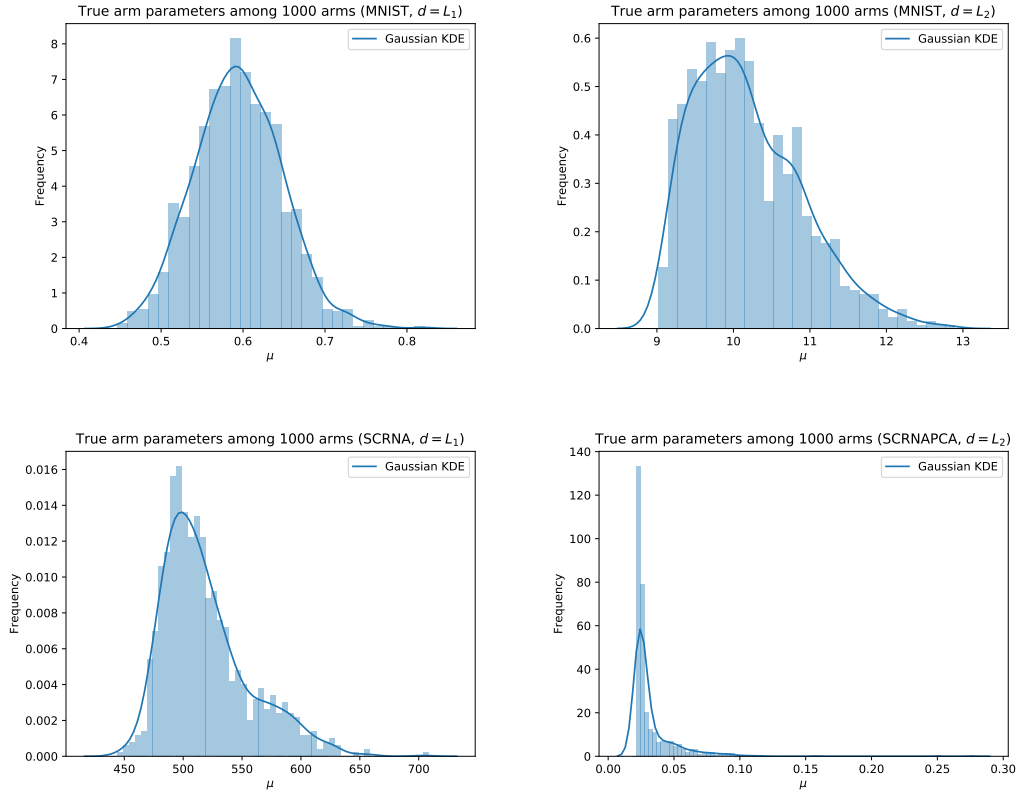 True arm parameters among 1000 arms (MNIST, d = L₁)
Gaussian KDE
Frequency
8
7
6
5
4
3
2
1
0
0.4 0.5 0.6 0.7 0.8
μ
True arm parameters among 1000 arms (MNIST, d = L₂)
Gaussian KDE
Frequency
0.6
0.5
0.4
0.3
0.2
0.1
0.0
9 10 11 12 13
μ
True arm parameters among 1000 arms (SCRNA, d = L₁)
Gaussian KDE
Frequency
0.016
0.014
0.012
0.010
0.008
0.006
0.004
0.002
0.000
450 500 550 600 650 700
μ
True arm parameters among 1000 arms (SCRNAPCA, d = L₂)
Gaussian KDE
Frequency
140
120
100
80
60
40
20
0
0.00 0.05 0.10 0.15 0.20 0.25 0.30
μ